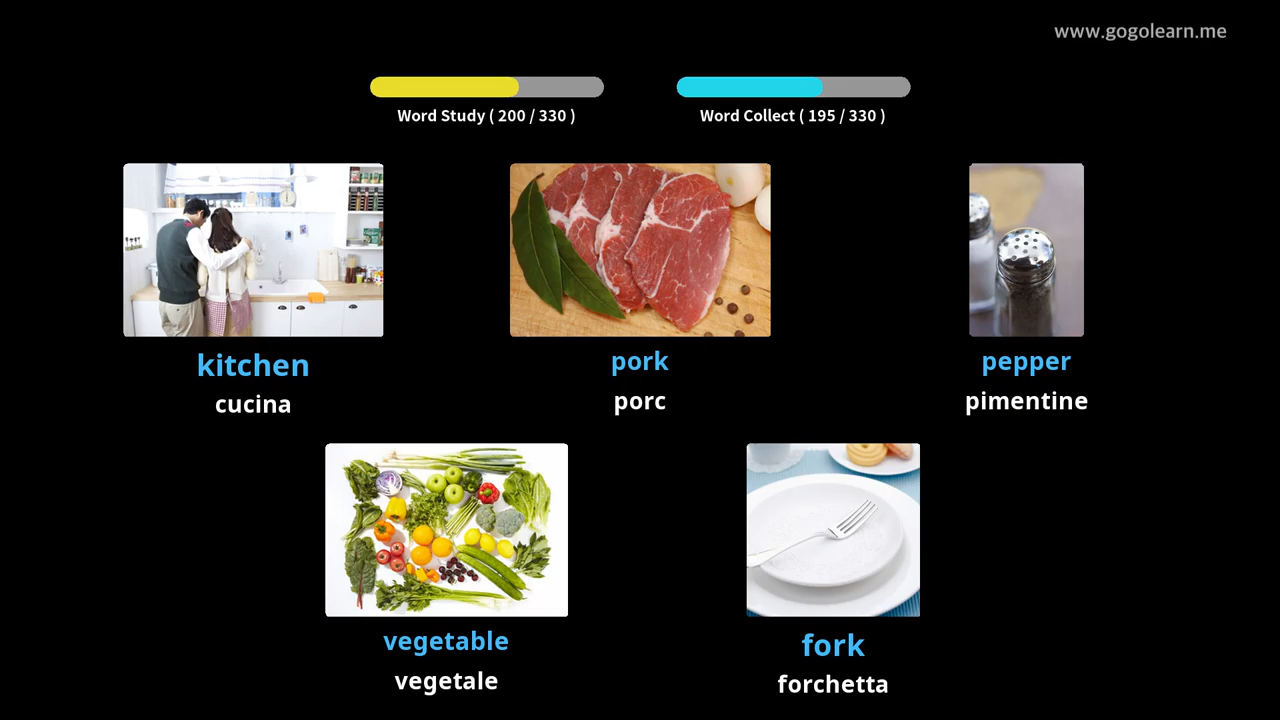 www.gogolearn.me
Word Study ( 200 / 330 )
Word Collect ( 195 / 330 )
kitchen
cucina
pork
porc
pepper
pimentine
vegetable
vegetale
fork
forchetta